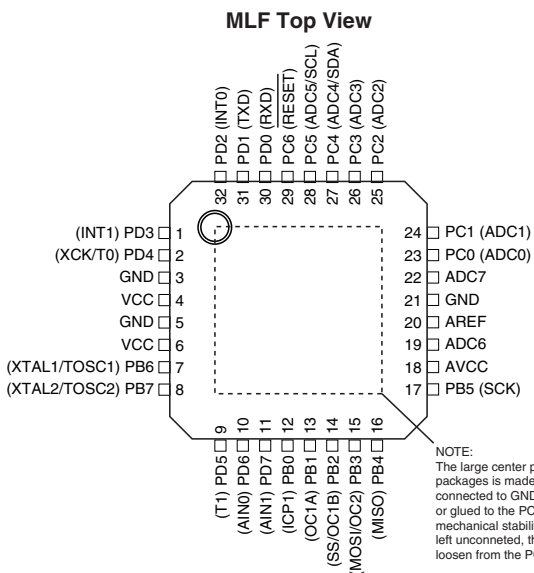 MLF Top View
PD2 (INT0)
PD1 (TXD)
PD0 (RXD)
PC6 (RESET)
PC5 (ADC5/SCL)
PC4 (ADC4/SDA)
PC3 (ADC3)
PC2 (ADC2)
32
31
30
29
28
27
26
25
(INT1) PD3 1
(XCK/T0) PD4 2
GND 3
VCC 4
GND 5
VCC 6
(XTAL1/TOSC1) PB6 7
(XTAL2/TOSC2) PB7 8
24 PC1 (ADC1)
23 PC0 (ADC0)
22 ADC7
21 GND
20 AREF
19 ADC6
18 AVCC
17 PB5 (SCK)
9
10
11
12
13
14
15
16
(T1) PD5
(AIN0) PD6
(AIN1) PD7
(ICP1) PB0
(OC1A) PB1
(SS/OC1B) PB2
(MOSI/OC2) PB3
(MISO) PB4
NOTE:
The large center p
packages is made
connected to GND
or glued to the PC
mechanical stabili
left unconneted, th
loosen from the PC